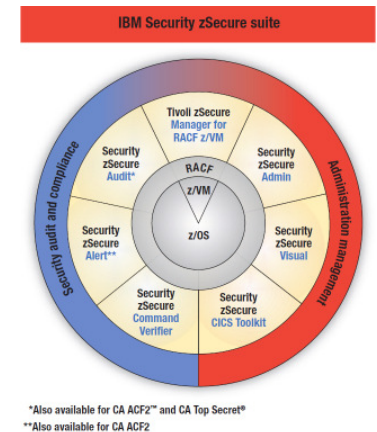 IBM Security zSecure suite
Tivoli zSecure
Manager for
RACF z/VM
Security
zSecure
Audit*
Security
zSecure
Admin
Security audit and compliance
Administration management
RACF
z/VM
z/OS
Security
zSecure
Alert**
Security
zSecure
Visual
Security
zSecure
Command
Verifier
Security
zSecure
CICS Toolkit
*Also available for CA ACF2™ and CA Top Secret®
**Also available for CA ACF2